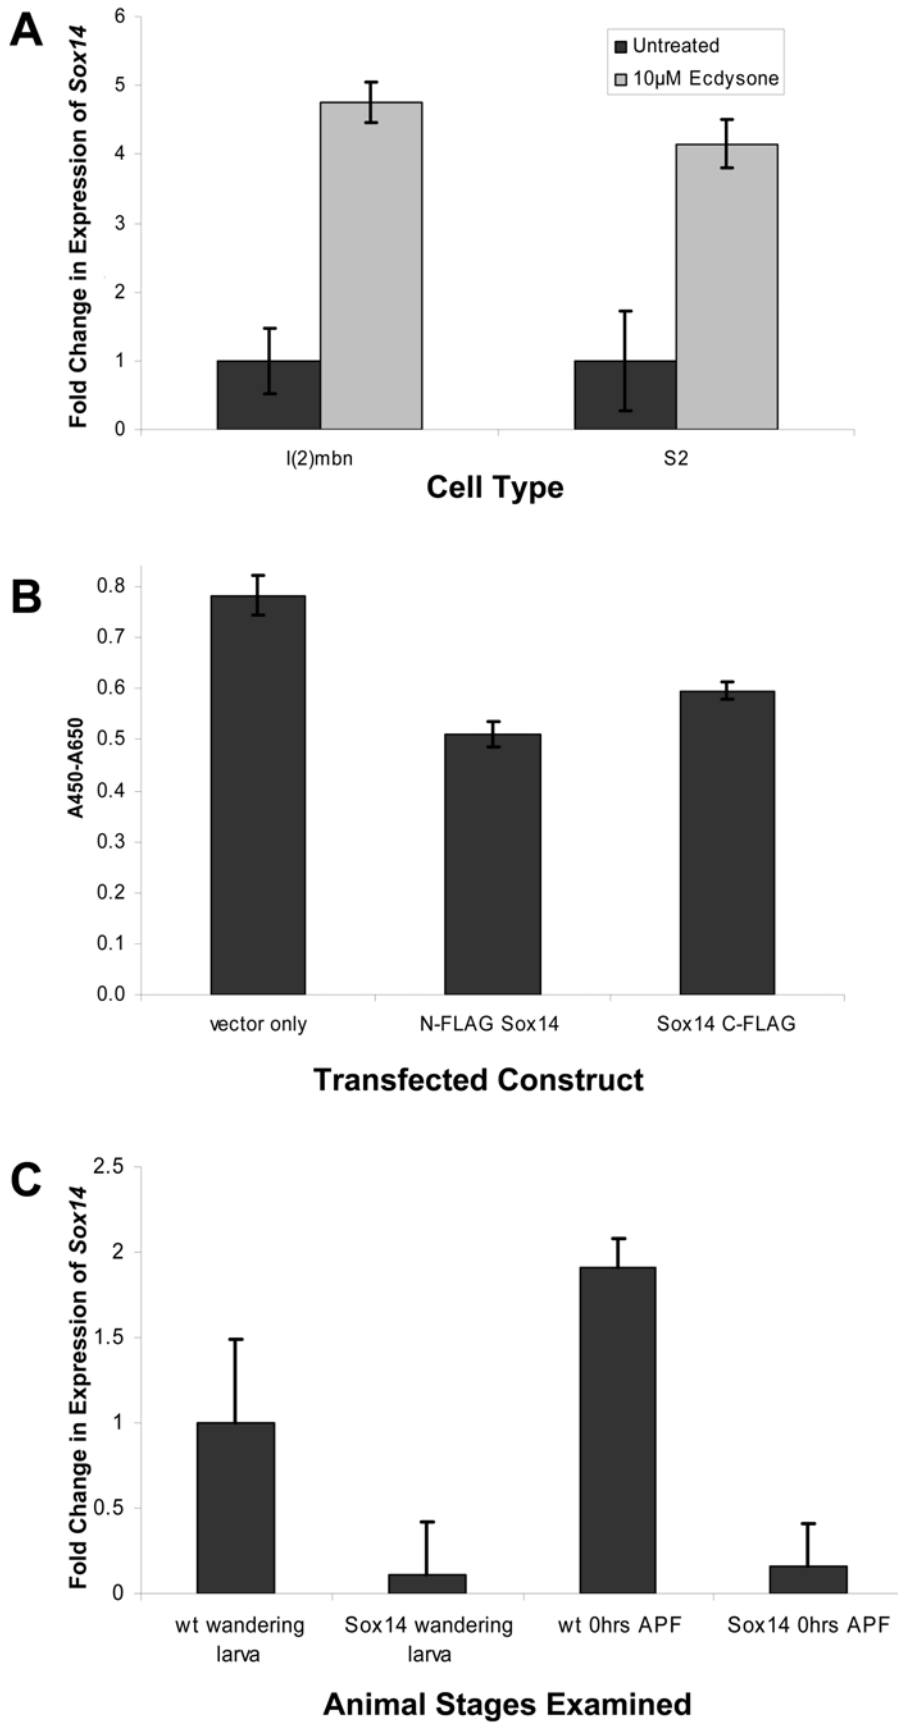 A
Fold Change in Expression of Sox14
6
5
4
3
2
1
0
Untreated
10µM Ecdysone
l(2)mbn
S2
Cell Type
B
A450-A650
0.8
0.7
0.6
0.5
0.4
0.3
0.2
0.1
0.0
vector only
N-FLAG Sox14
Sox14 C-FLAG
Transfected Construct
C
Fold Change in Expression of Sox14
2.5
2
1.5
1
0.5
0
wt wandering
larva
Sox14 wandering
larva
wt 0hrs APF
Sox14 0hrs APF
Animal Stages Examined